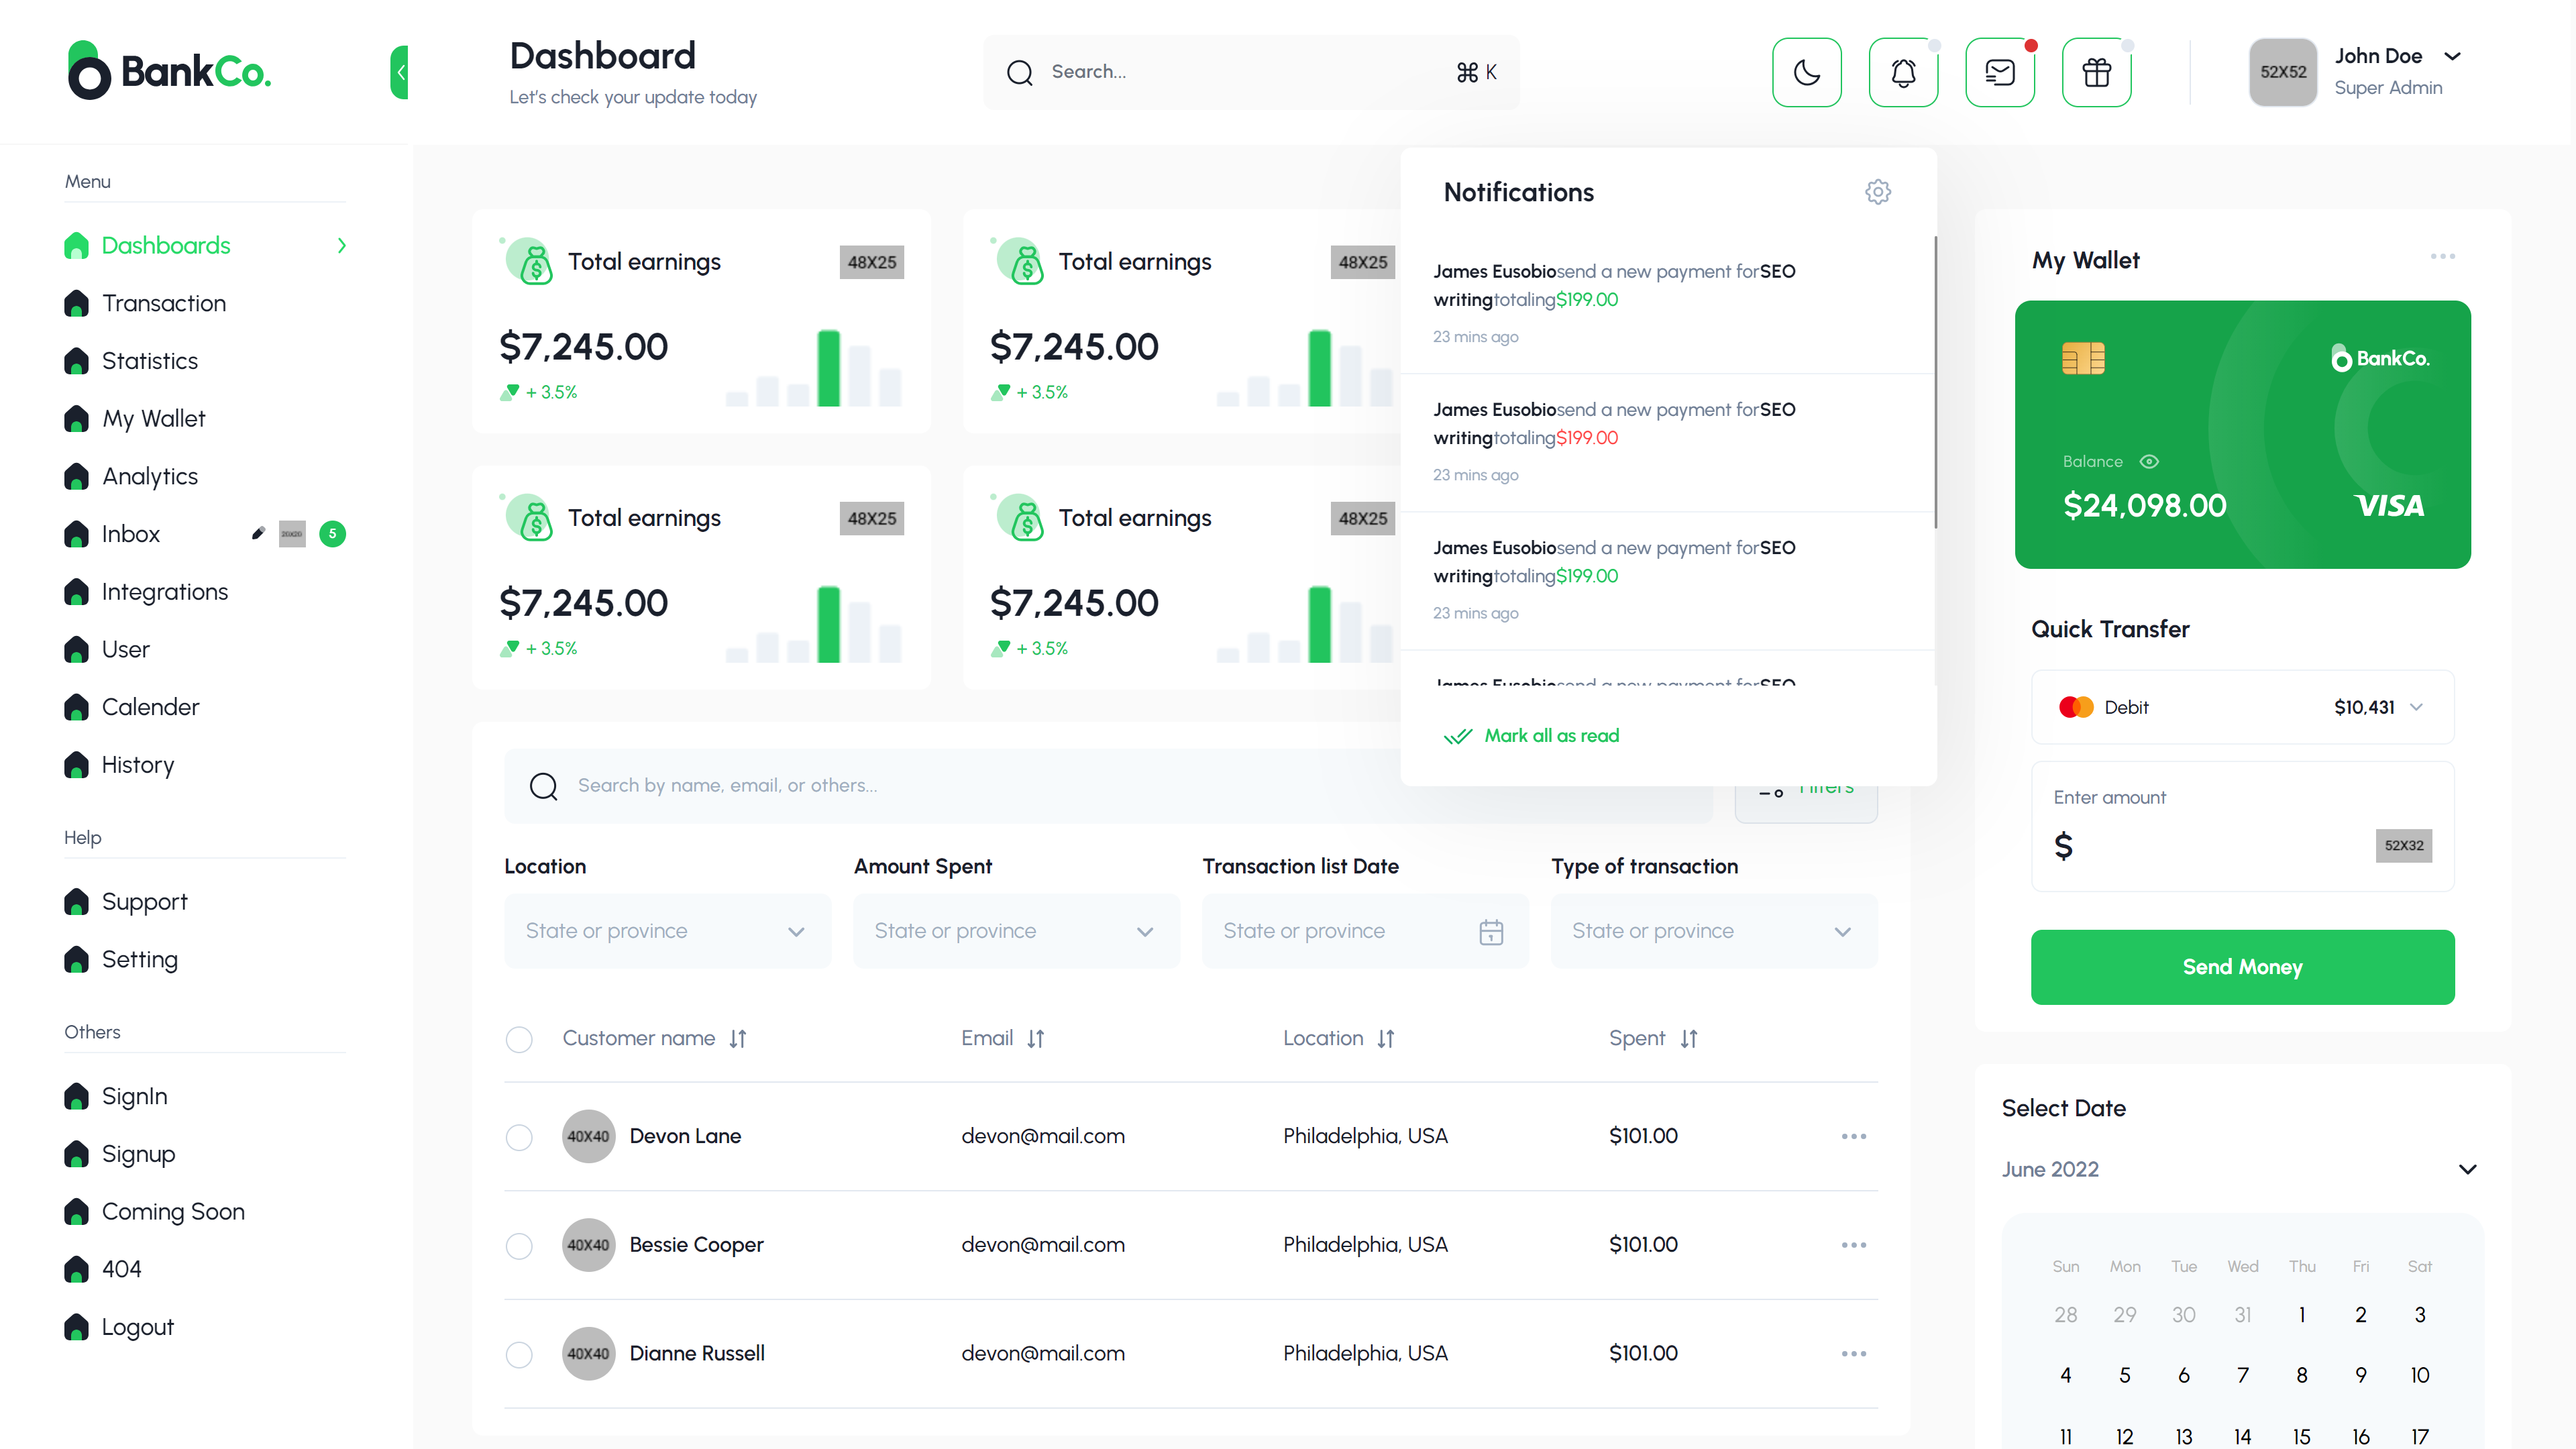 BankCo.
Dashboard
Let's check your update today
Search...
⌘ K
52X52
John Doe
Super Admin
Menu
Dashboards
Transaction
Statistics
My Wallet
Analytics
Inbox
5
Integrations
User
Calender
History
Help
Support
Setting
Others
SignIn
Signup
Coming Soon
404
Logout
Total earnings
48X25
$7,245.00
+ 3.5%
Total earnings
48X25
$7,245.00
+ 3.5%
Total earnings
48X25
$7,245.00
+ 3.5%
Total earnings
48X25
$7,245.00
+ 3.5%
Notifications
James Eusobiosend a new payment forSEO
writingtotaling$199.00
23 mins ago
James Eusobiosend a new payment forSEO
writingtotaling$199.00
23 mins ago
James Eusobiosend a new payment forSEO
writingtotaling$199.00
23 mins ago
James Eusobiosend a new payment forSEO
Mark all as read
Search by name, email, or others...
Filters
Location
Amount Spent
Transaction list Date
Type of transaction
State or province
State or province
State or province
State or province
Customer name
Email
Location
Spent
40X40
Devon Lane
devon@mail.com
Philadelphia, USA
$101.00
40X40
Bessie Cooper
devon@mail.com
Philadelphia, USA
$101.00
40X40
Dianne Russell
devon@mail.com
Philadelphia, USA
$101.00
My Wallet
BankCo.
Balance
$24,098.00
VISA
Quick Transfer
Debit
$10,431
Enter amount
$
52X32
Send Money
Select Date
June 2022
Sun Mon Tue Wed Thu Fri Sat
28 29 30 31 1 2 3
4 5 6 7 8 9 10
11 12 13 14 15 16 17